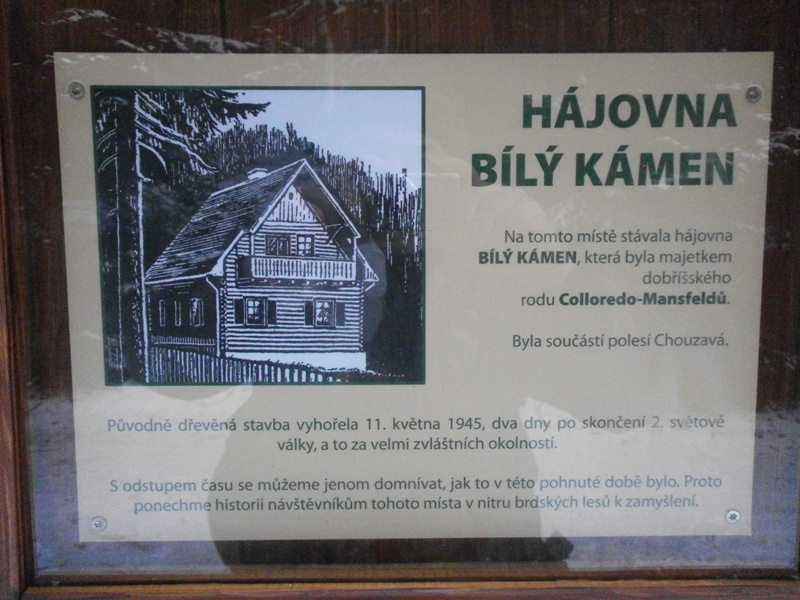 HÁJOVNA
BÍLÝ KÁMEN
Na tomto místě stávala hájovna
BÍLÝ KÁMEN, která byla majetkem
dobříšského
rodu Colloredo-Mansfeldů.
Byla součástí polesí Chouzavá.
Původně dřevěná stavba vyhořela 11. května 1945, dva dny po skončení 2. světové
války, a to za velmi zvláštních okolností.
S odstupem času se můžeme jenom domnívat, jak to v této pohnuté době bylo. Proto
ponechme historii návštěvníkům tohoto místa v nitru brdských lesů k zamyšlení.